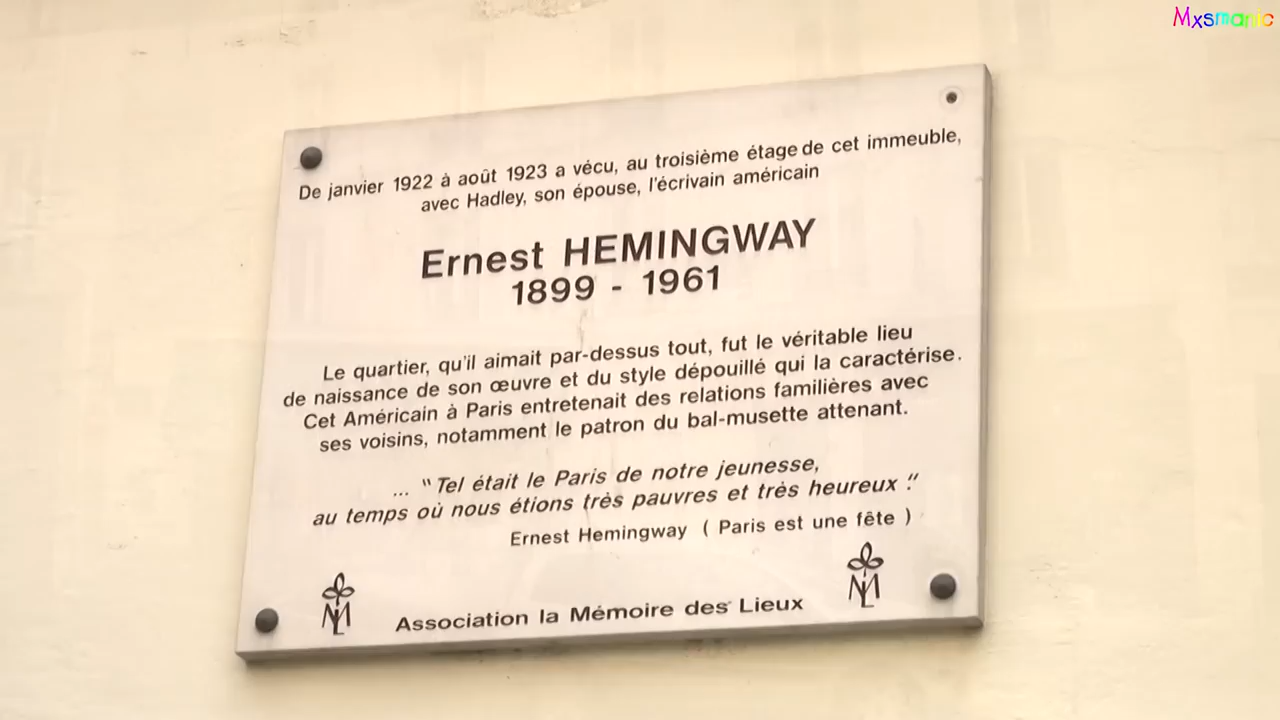 Mxsmanic
De janvier 1922 à août 1923 a vécu, au troisième étage de cet immeuble,
avec Hadley, son épouse, l'écrivain américain
Ernest HEMINGWAY
1899 - 1961
Le quartier, qu'il aimait par-dessus tout, fut le véritable lieu
de naissance de son œuvre et du style dépouillé qui la caractérise.
Cet Américain à Paris entretenait des relations familières avec
ses voisins, notamment le patron du bal-musette attenant.
... "Tel était le Paris de notre jeunesse,
au temps où nous étions très pauvres et très heureux."
Ernest Hemingway ( Paris est une fête )
Association la Mémoire des Lieux